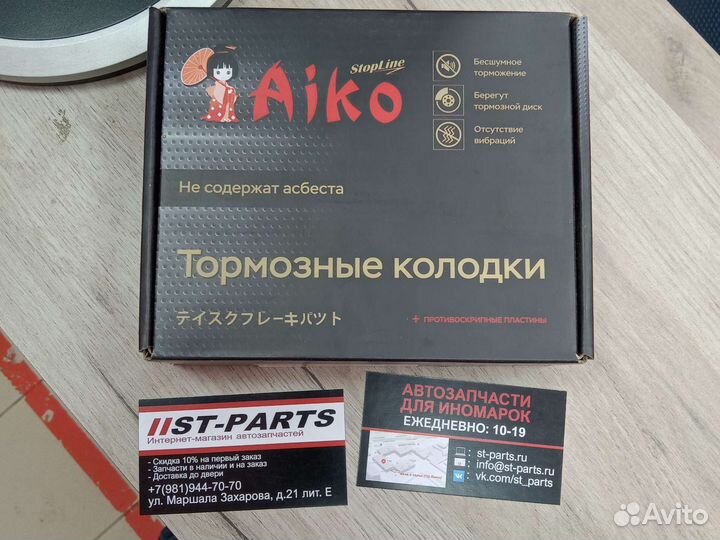 StopLine
Aiko
Бесшумное
торможение
Берегут
тормозной диск
Отсутствие
вибраций
Не содержат асбеста
Тормозные колодки
テイスクフレーキパツト
+ ПРОТИВОСКРИПНЫЕ ПЛАСТИНЫ
ST-PARTS
Интернет-магазин автозапчастей
- Скидка 10% на первый заказ
- Запчасти в наличии и на заказ
- Доставка до двери
+7(981)944-70-70
ул. Маршала Захарова, д.21 лит. Е
АВТОЗАПЧАСТИ
ДЛЯ ИНОМАРОК
ЕЖЕДНЕВНО: 10-19
: st-parts.ru
: info@st-parts.ru
: vk.com/st_parts
Avito